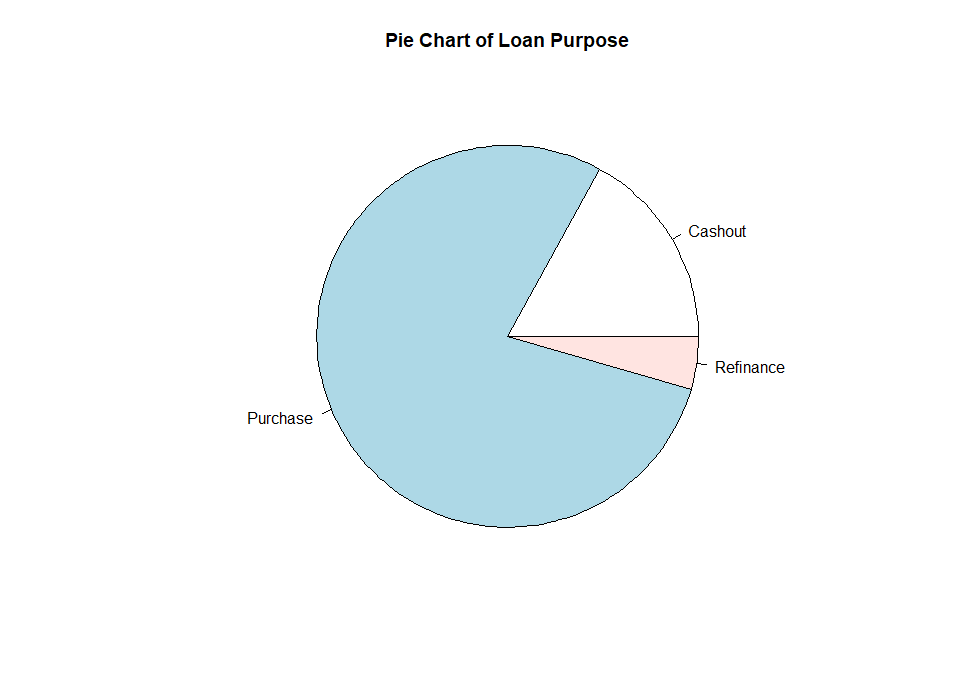 Pie Chart of Loan Purpose
Cashout
Refinance
Purchase